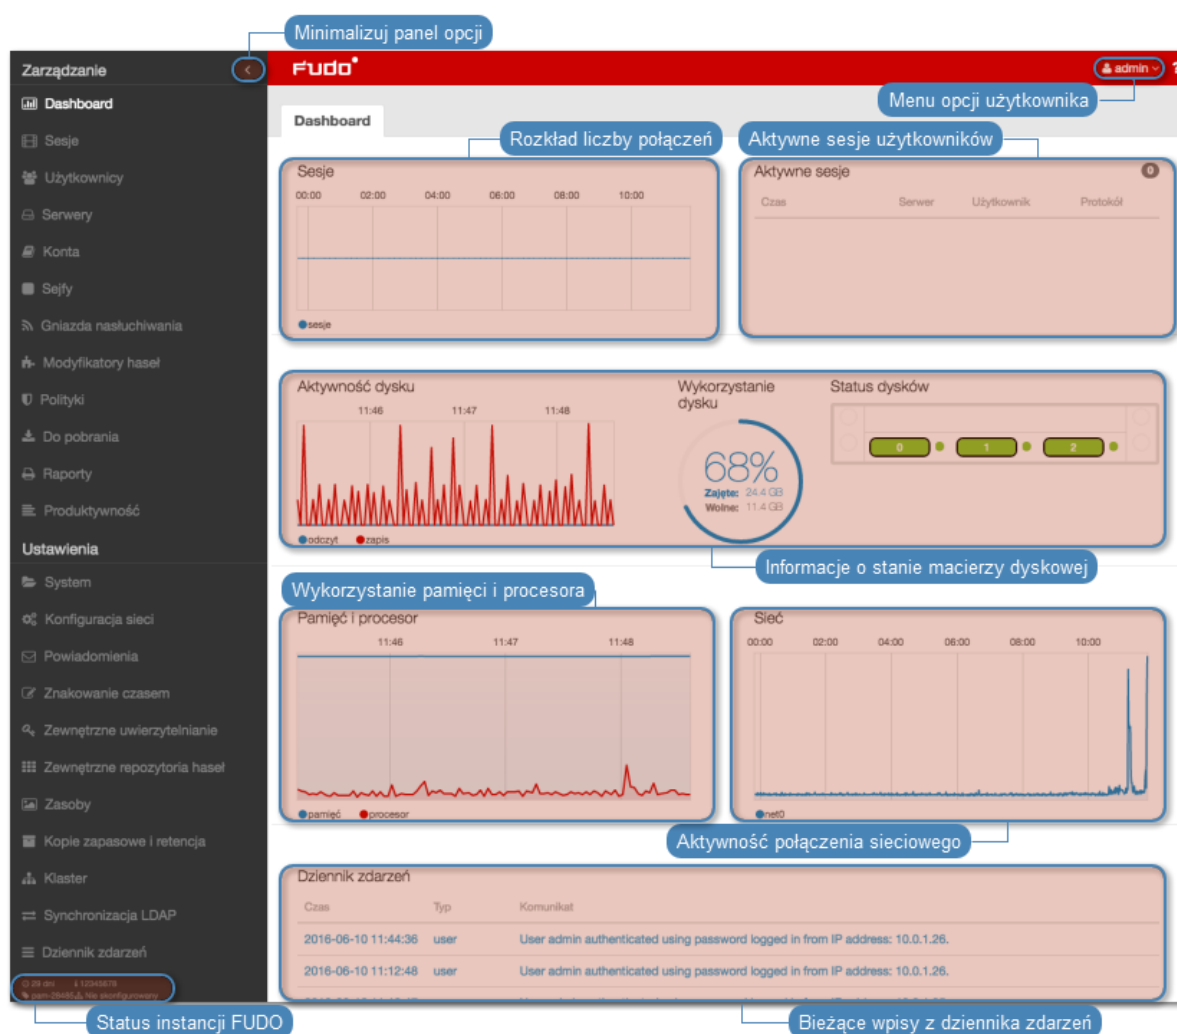 Minimalizuj panel opcji
Zarządzanie
Fudo
admin
?
Menu opcji użytkownika
Dashboard
Sesje
Użytkownicy
Serwery
Konta
Sejfy
Gniazda nasłuchiwania
Modyfikatory haseł
Polityki
Do pobrania
Raporty
Produktywność
Ustawienia
System
Konfiguracja sieci
Powiadomienia
Znakowanie czasem
Zewnętrzne uwierzytelnianie
Zewnętrzne repozytoria haseł
Zasoby
Kopie zapasowe i retencja
Klaster
Synchronizacja LDAP
Dziennik zdarzeń
29 dni 12345678
Nie skonfigurowany
Status instancji FUDO
Dashboard
Rozkład liczby połączeń
Sesje
00:00 02:00 04:00 06:00 08:00 10:00
sesje
Aktywne sesje użytkowników
Aktywne sesje 0
Czas Serwer Użytkownik Protokół
Aktywność dysku
11:46 11:47 11:48
odczyt zapis
Wykorzystanie
dysku
68%
Zajęte: 24.4 GB
Wolne: 11.4 GB
Status dysków
0 1 2
Informacje o stanie macierzy dyskowej
Wykorzystanie pamięci i procesora
Pamięć i procesor
11:46 11:47 11:48
pamięć procesor
Sieć
00:00 02:00 04:00 06:00 08:00 10:00
net0
Aktywność połączenia sieciowego
Dziennik zdarzeń
Czas Typ Komunikat
2016-06-10 11:44:36 user User admin authenticated using password logged in from IP address: 10.0.1.26.
2016-06-10 11:12:48 user User admin authenticated using password logged in from IP address: 10.0.1.26.
Bieżące wpisy z dziennika zdarzeń